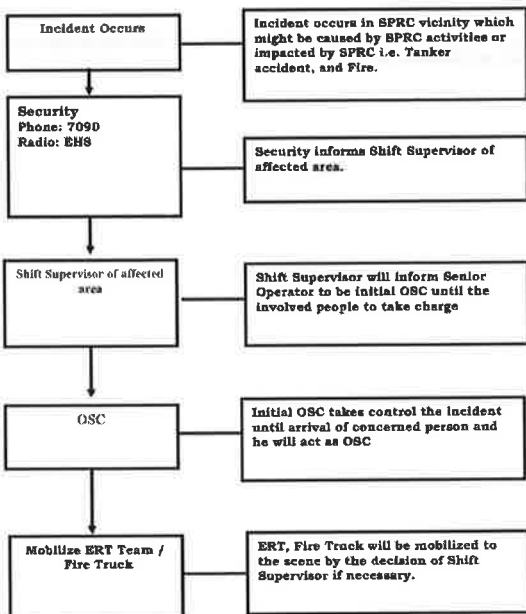 Incident Occurs
Incident occurs in SPRC vicinity which
might be caused by SPRC activities or
impacted by SPRC i.e. Tanker
accident, and Fire.
Security
Phone: 7090
Radio: EHS
Security informs Shift Supervisor of
affected area.
Shift Supervisor of affected
area
Shift Supervisor will inform Senior
Operator to be initial OSC until the
involved people to take charge
OSC
Initial OSC takes control the incident
until arrival of concerned person and
he will act as OSC
Mobilize ERT Team /
Fire Truck
ERT, Fire Truck will be mobilized to
the scene by the decision of Shift
Supervisor if necessary.